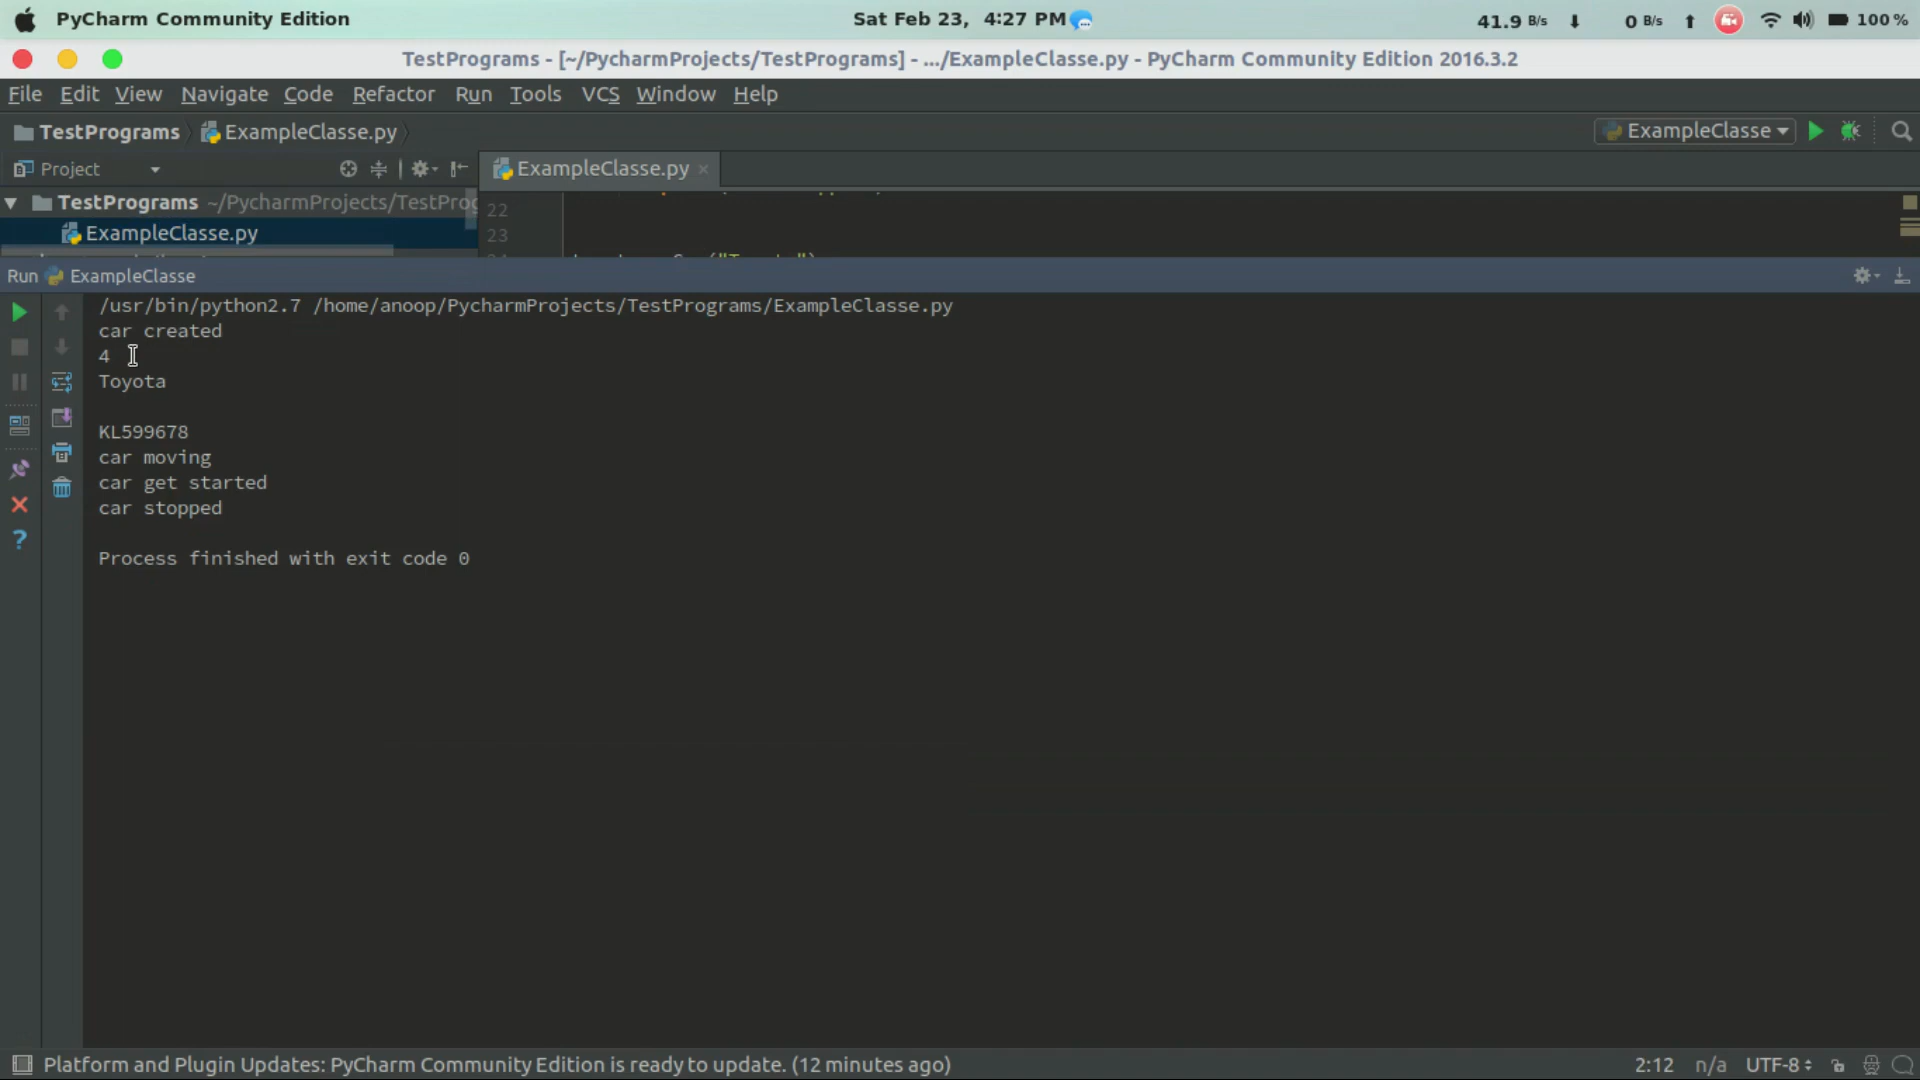 PyCharm Community Edition
Sat Feb 23, 4:27 PM
41.9 B/s
0 B/s
100 %
TestPrograms - [~/PycharmProjects/TestPrograms] - .../ExampleClasse.py - PyCharm Community Edition 2016.3.2
File Edit View Navigate Code Refactor Run Tools VCS Window Help
TestPrograms ExampleClasse.py
ExampleClasse
Project
ExampleClasse.py
TestPrograms ~/PycharmProjects/TestProg
22
ExampleClasse.py
23
Run ExampleClasse
/usr/bin/python2.7 /home/anoop/PycharmProjects/TestPrograms/ExampleClasse.py
car created
4
Toyota
KL599678
car moving
car get started
car stopped
Process finished with exit code 0
Platform and Plugin Updates: PyCharm Community Edition is ready to update. (12 minutes ago)
2:12 n/a UTF-8